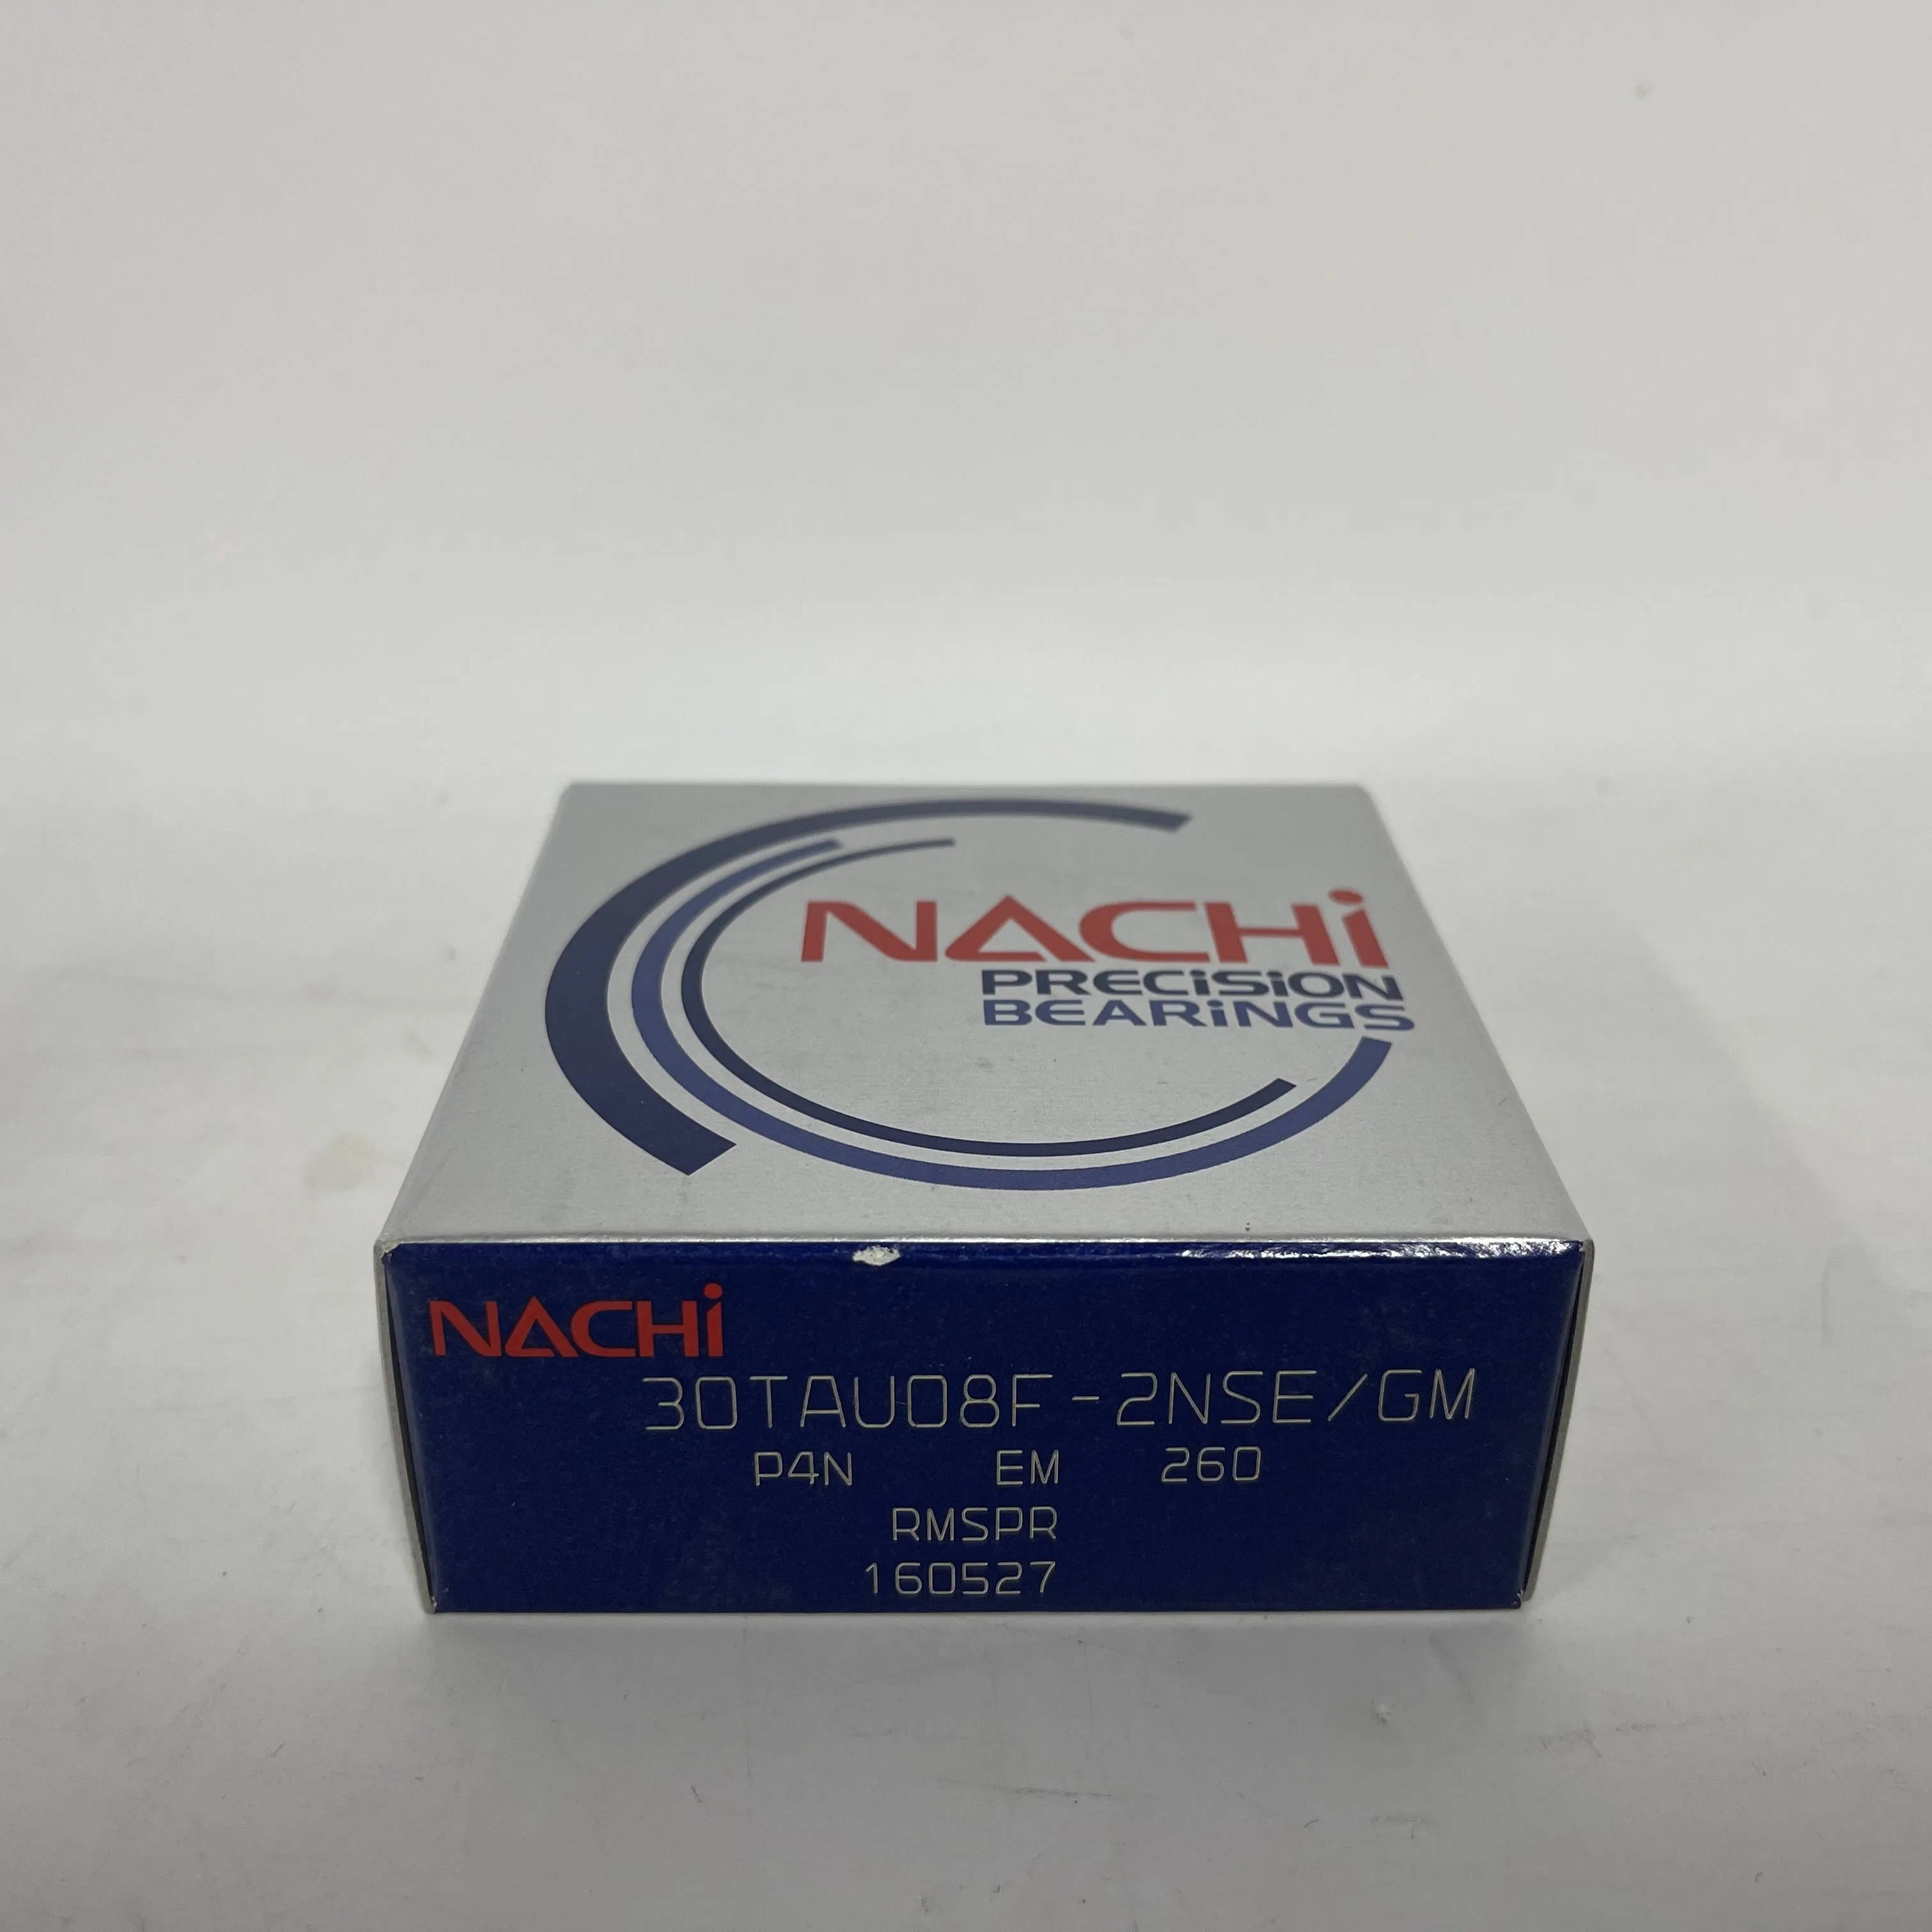 NACHi
PRECiSiON
BEARiNGS
NACHi
30TAU08F-2NSE/GM
P4N EM 260
RMSPR
160527